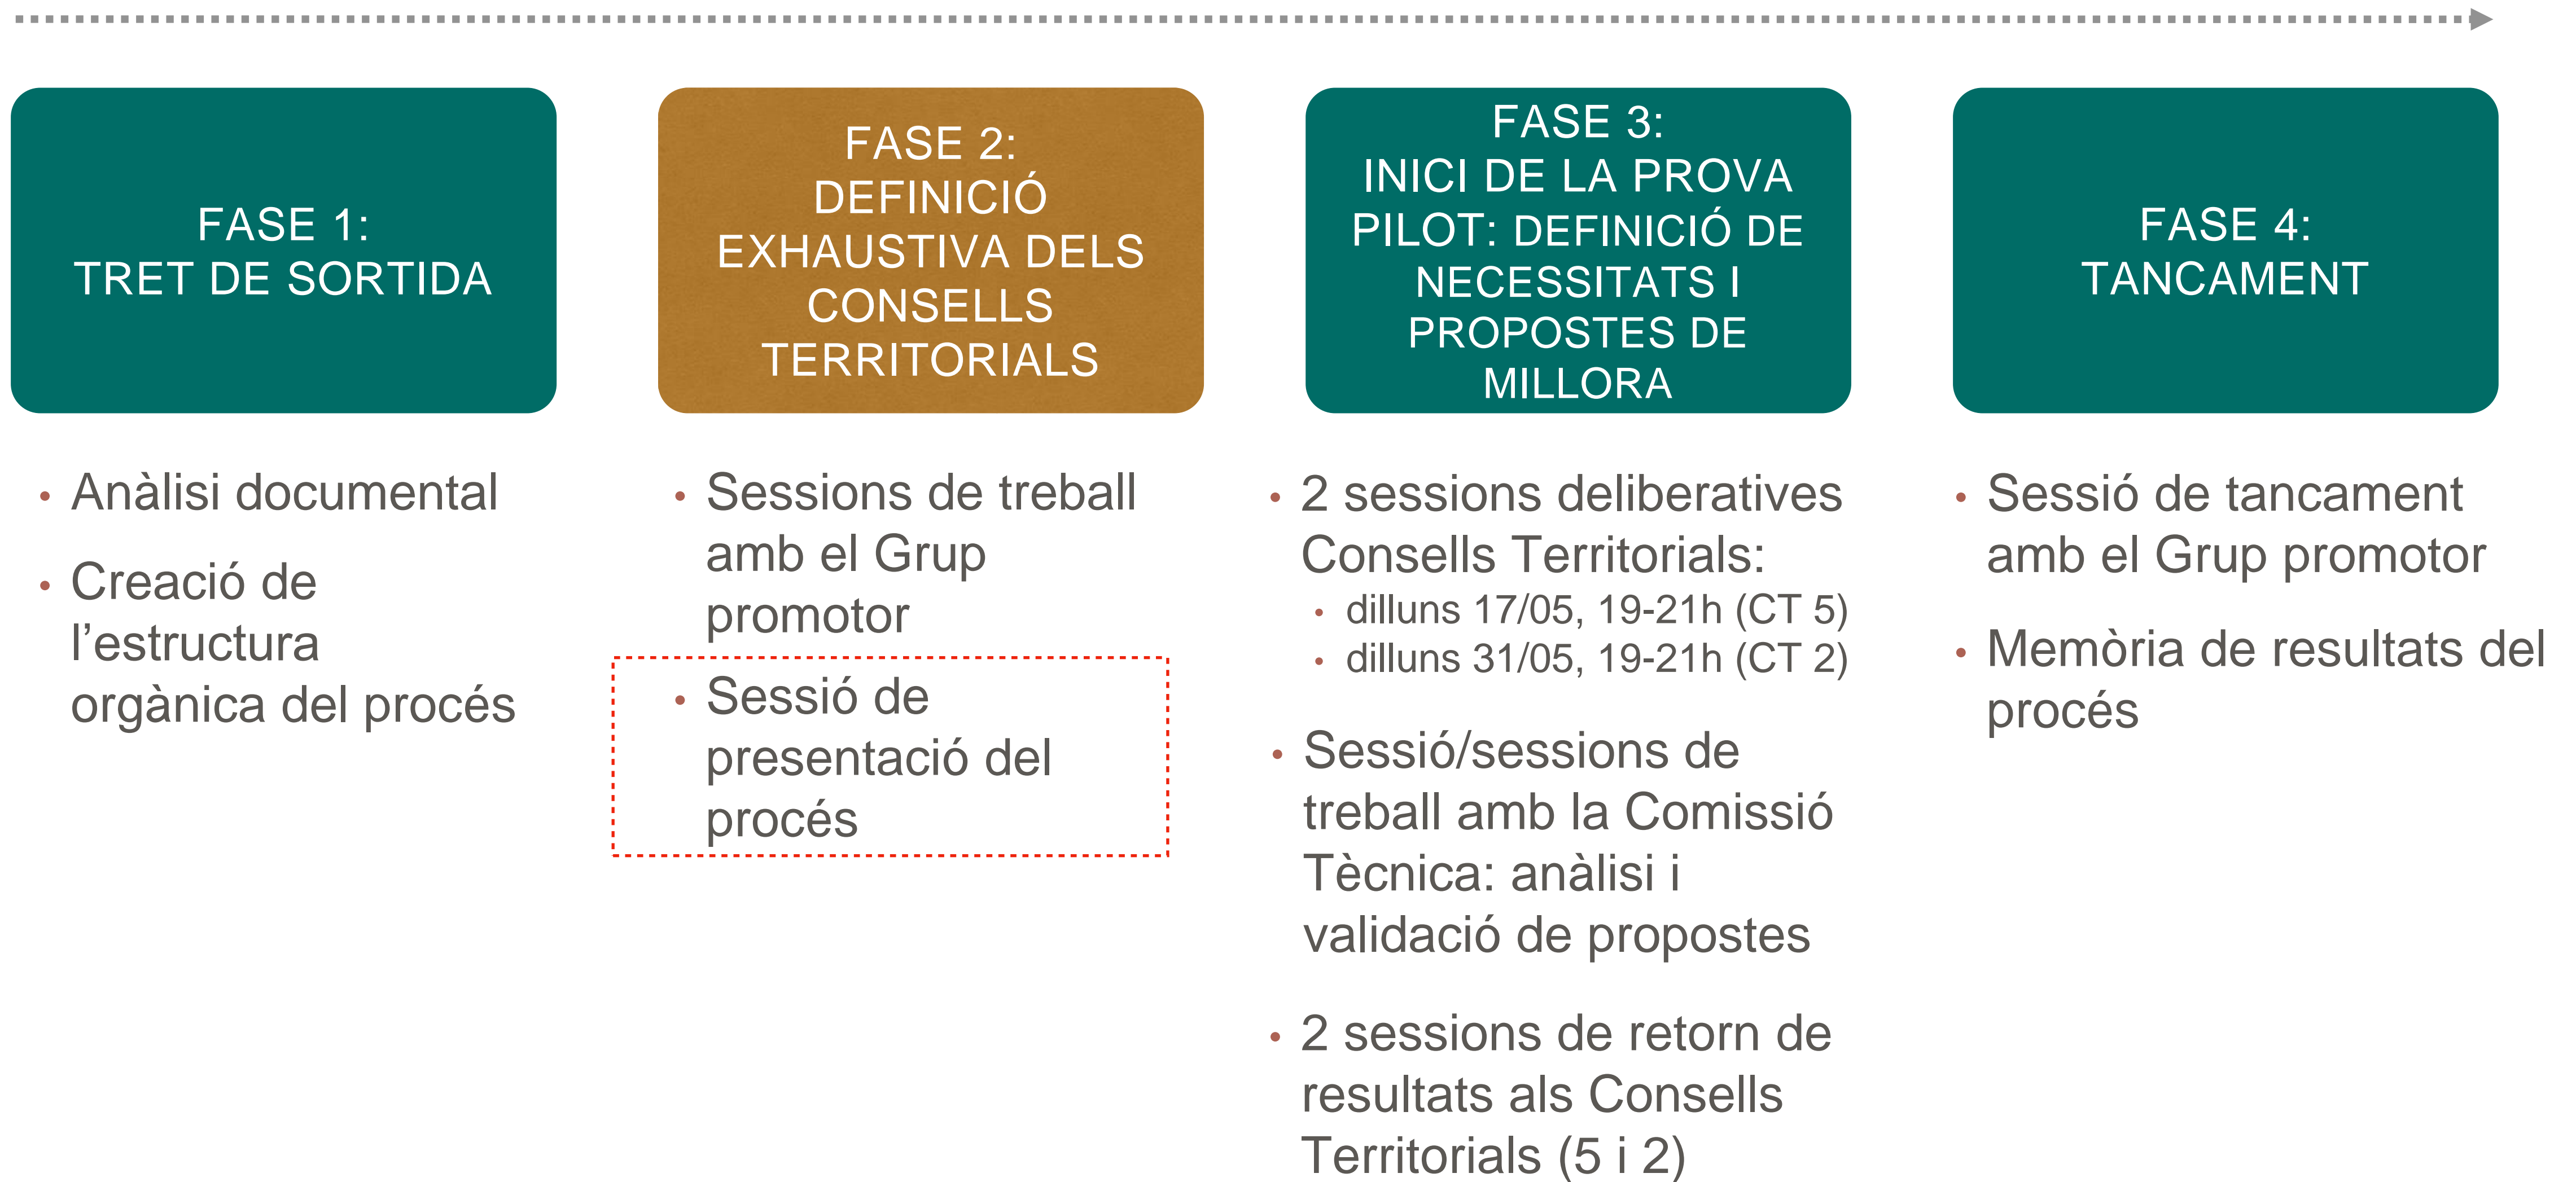 FASE 1:
TRET DE SORTIDA
FASE 2:
DEFINICIÓ
EXHAUSTIVA DELS
CONSELLS
TERRITORIALS
FASE 3:
INICI DE LA PROVA
PILOT: DEFINICIÓ DE
NECESSITATS I
PROPOSTES DE
MILLORA
FASE 4:
TANCAMENT
• Anàlisi documental
• Creació de
l’estructura
orgànica del procés
• Sessions de treball
amb el Grup
promotor
• Sessió de
presentació del
procés
• 2 sessions deliberatives
Consells Territorials:
• dilluns 17/05, 19-21h (CT 5)
• dilluns 31/05, 19-21h (CT 2)
• Sessió/sessions de
treball amb la Comissió
Tècnica: anàlisi i
validació de propostes
• 2 sessions de retorn de
resultats als Consells
Territorials (5 i 2)
• Sessió de tancament
amb el Grup promotor
• Memòria de resultats del
procés